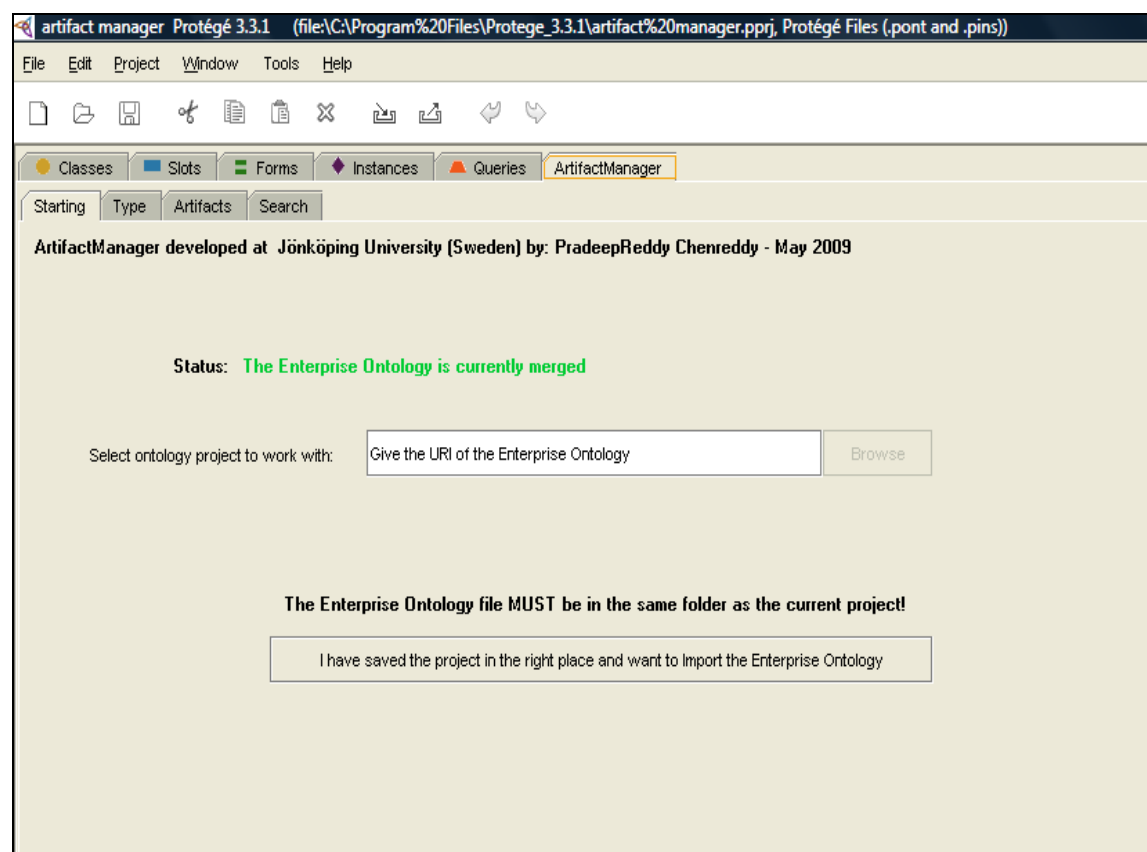 artifact manager Protégé 3.3.1 (file:\C:\Program%20Files\Protege_3.3.1\artifact%20manager.pprj, Protégé Files (.pont and .pins))
File Edit Project Window Tools Help
Classes Slots Forms Instances Queries ArtifactManager
Starting Type Artifacts Search
ArtifactManager developed at Jönköping University (Sweden) by: PradeepReddy Chenreddy - May 2009
Status: The Enterprise Ontology is currently merged
Select ontology project to work with: Give the URI of the Enterprise Ontology Browse
The Enterprise Ontology file MUST be in the same folder as the current project!
I have saved the project in the right place and want to Import the Enterprise Ontology